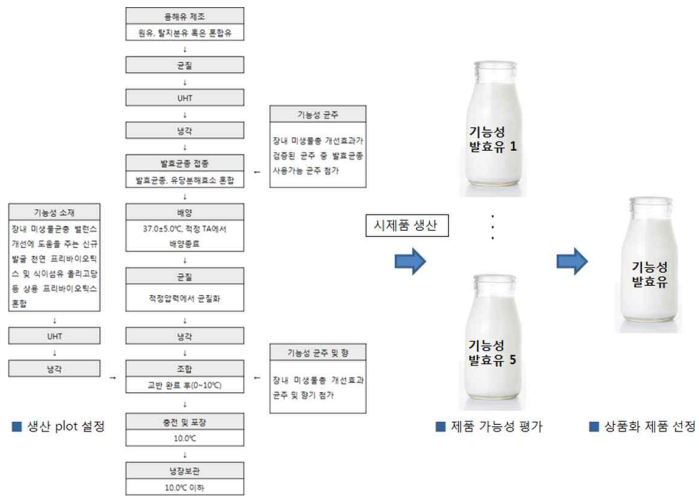 용해유 제조
원유, 탈지분유 혹은 혼합유
↓
균질
↓
UHT
↓
냉각
↓
발효균종 접종
발효균종, 유당분해효소 혼합
←
기능성 균주
장내 미생물총 개선효과가
검증된 균주 중 발효균종
사용가능 균주 첨가
↓
배양
37.0±5.0℃, 적정 TA에서
배양종료
↓
균질
적정압력에서 균질화
↓
냉각
↓
기능성 소재
장내 미생물균총 밸런스
개선에 도움을 주는 신규
발굴 천연 프리바이오틱
스 및 식이섬유 올리고당
등 상용 프리바이오틱스
혼합
↓
UHT
↓
냉각
→
조합
교반 완료 후(0~10℃)
←
기능성 균주 및 향
장내 미생물총 개선효과
균주 및 향기 첨가
↓
충전 및 포장
10.0℃
↓
냉장보관
10.0℃ 이하
■ 생산 plot 설정
시제품 생산
기능성
발효유 1
기능성
발효유 5
■ 제품 가능성 평가
기능성
발효유
■ 상품화 제품 선정